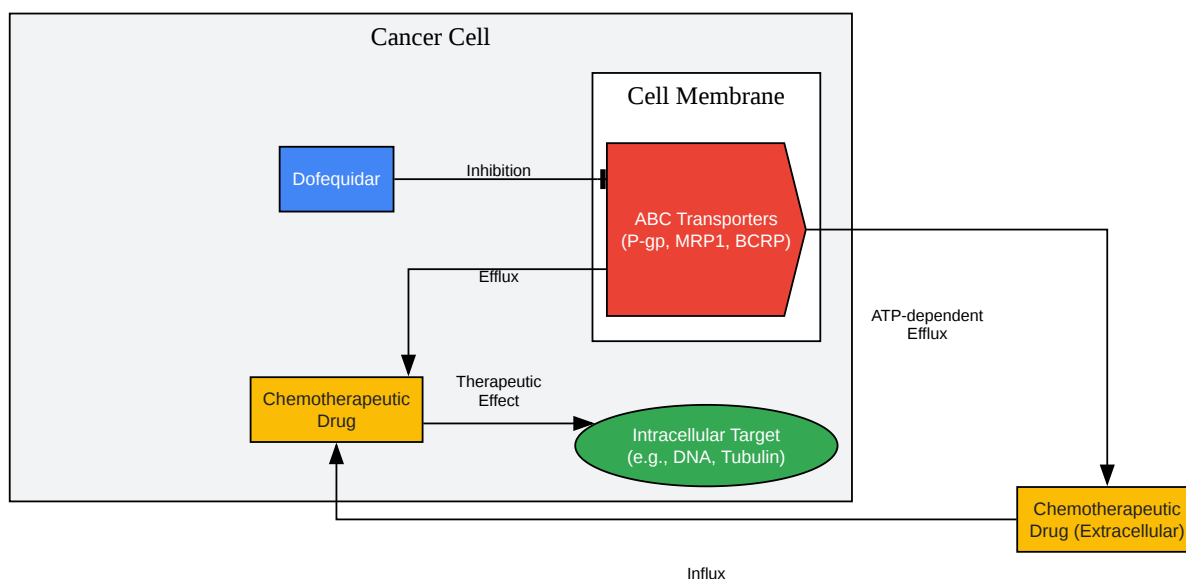 Cancer Cell
Cell Membrane
Dofequidar
Inhibition
ABC Transporters
(P-gp, MRP1, BCRP)
Efflux
ATP-dependent
Efflux
Chemotherapeutic
Drug
Therapeutic
Effect
Intracellular Target
(e.g., DNA, Tubulin)
Chemotherapeutic
Drug (Extracellular)
Influx